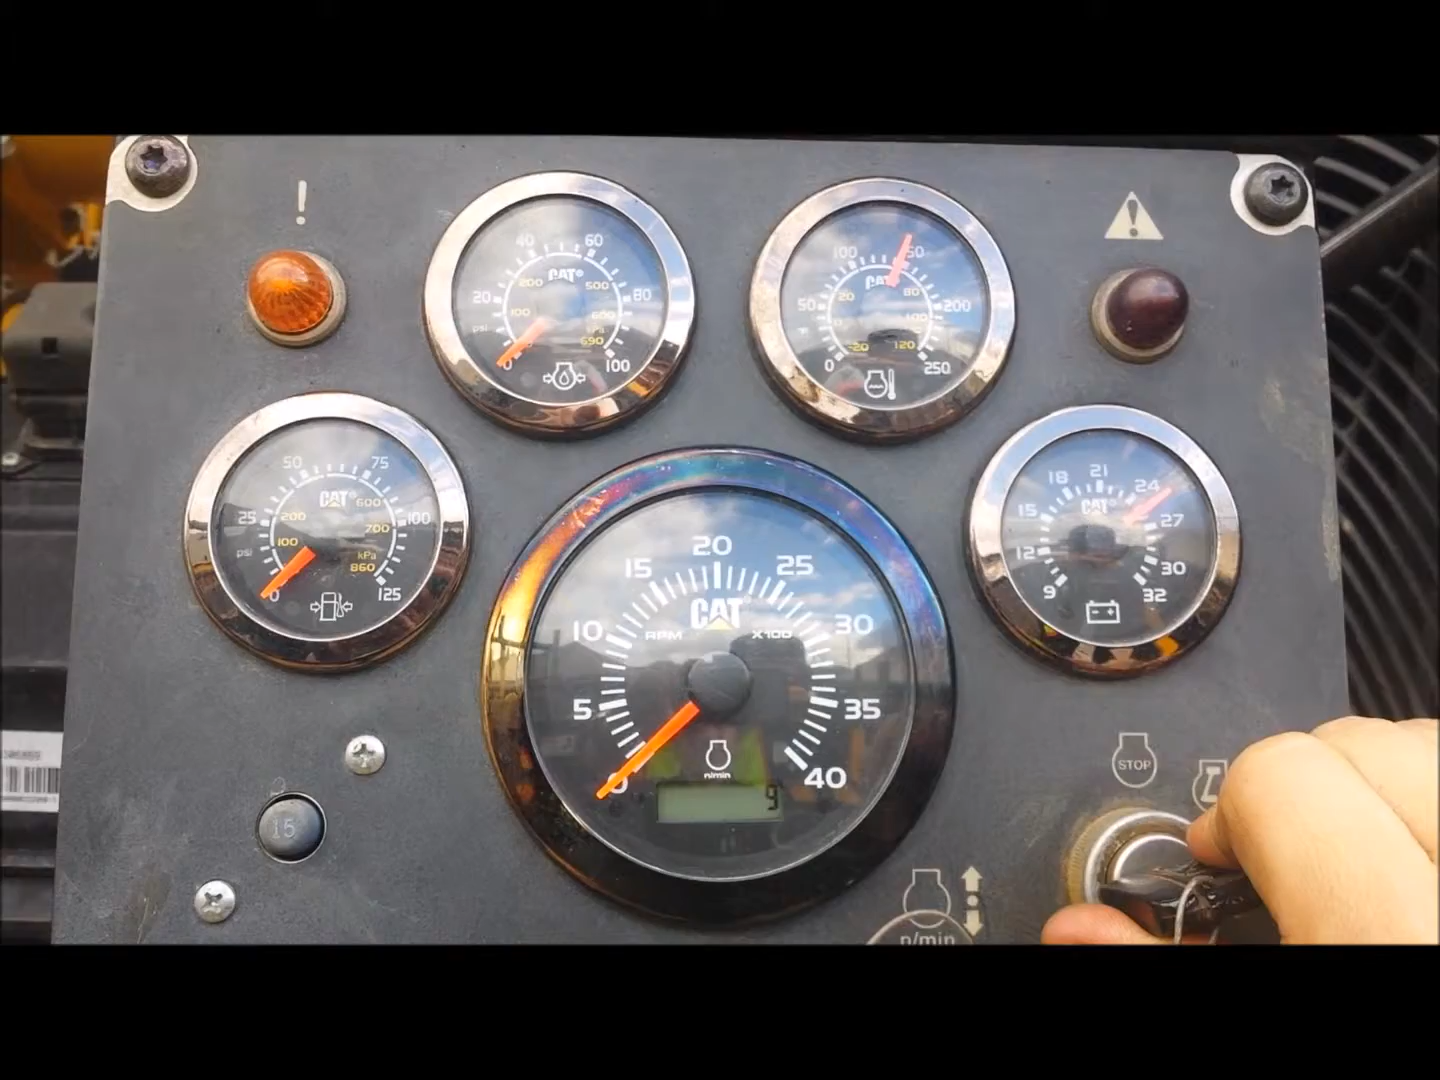 !
40 60
CAT®
200 500
20 80
100 600
psi
kPa
690
0 100
100 150
CAT
50 20 80 200
F
100
-20 120
0 250
!
50 75
CAT®
600
25 200 100
700
psi 100
kPa
860
0 125
20
15 25
CAT
10 30
RPM X100
5 35
n/min
0 40
9
21
18 24
CAT®
15 27
12 30
9 32
15
STOP
n/min